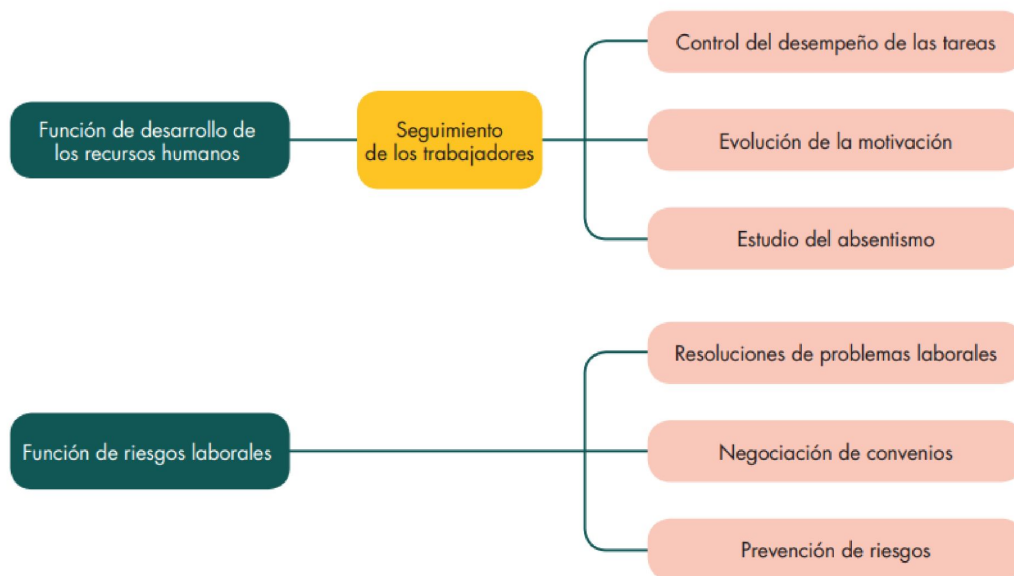 Función de desarrollo de
los recursos humanos
Seguimiento
de los trabajadores
Control del desempeño de las tareas
Evolución de la motivación
Estudio del absentismo
Función de riesgos laborales
Resoluciones de problemas laborales
Negociación de convenios
Prevención de riesgos